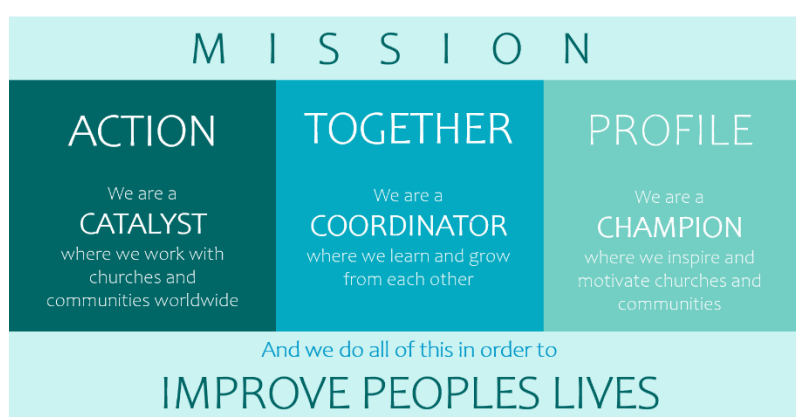 MISSION
ACTION
We are a
CATALYST
where we work with
churches and
communities worldwide
TOGETHER
We are a
COORDINATOR
where we learn and grow
from each other
PROFILE
We are a
CHAMPION
where we inspire and
motivate churches and
communities
And we do all of this in order to
IMPROVE PEOPLES LIVES